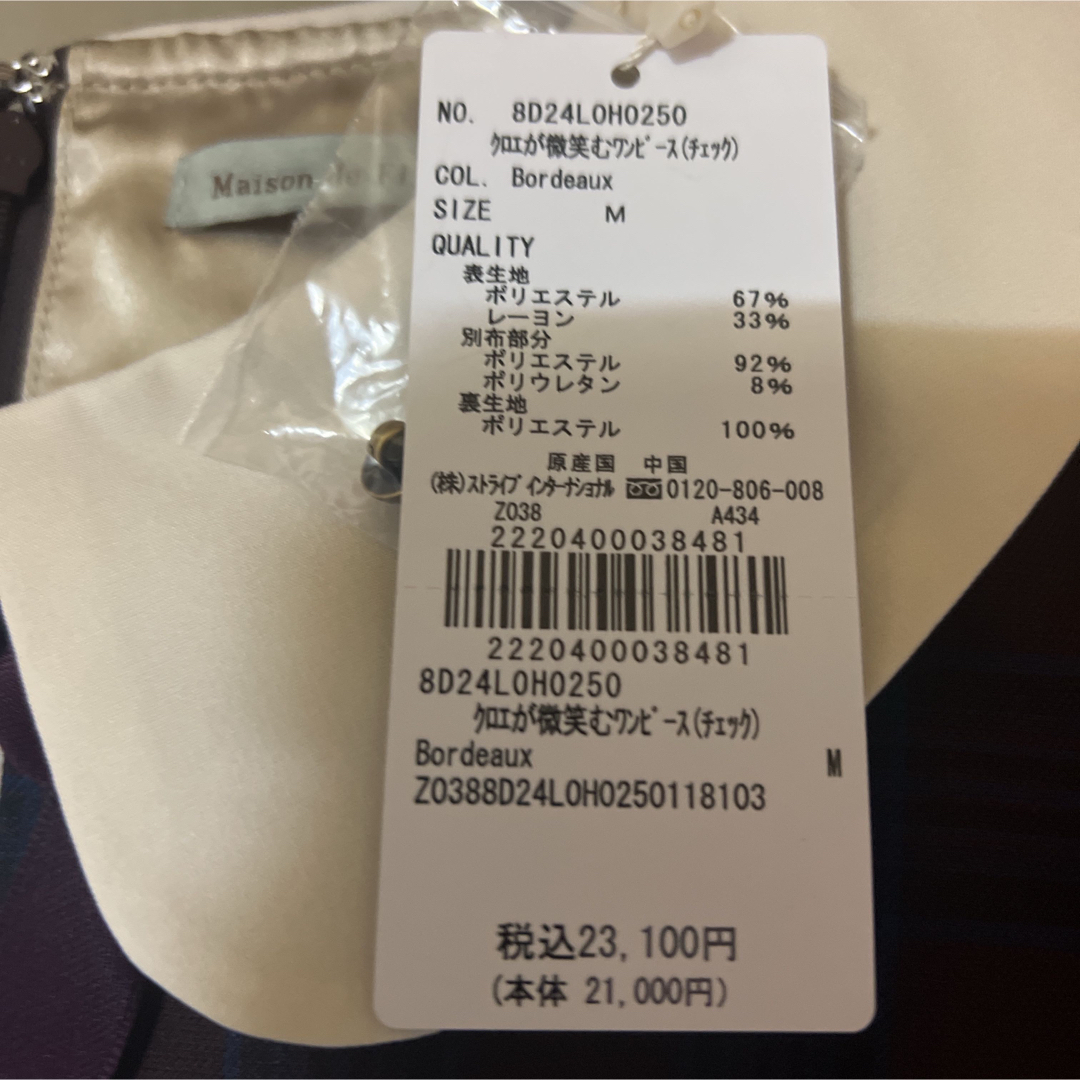 Maison de Fl
NO. 8D24L0H0250
ｸﾛｴが微笑むﾜﾝﾋﾟｰｽ(ﾁｪｯｸ)
COL. Bordeaux
SIZE M
QUALITY
表生地
ポリエステル 67%
レーヨン 33%
別布部分
ポリエステル 92%
ポリウレタン 8%
裏生地
ポリエステル 100%
原産国 中国
(株)ｽﾄﾗｲﾌﾟ ｲﾝﾀｰﾅｼｮﾅﾙ 0120-806-008
Z038 A434
2220400038481
2220400038481
8D24L0H0250
ｸﾛｴが微笑むﾜﾝﾋﾟｰｽ(ﾁｪｯｸ)
Bordeaux M
Z0388D24L0H0250118103
税込23,100円
(本体 21,000円)